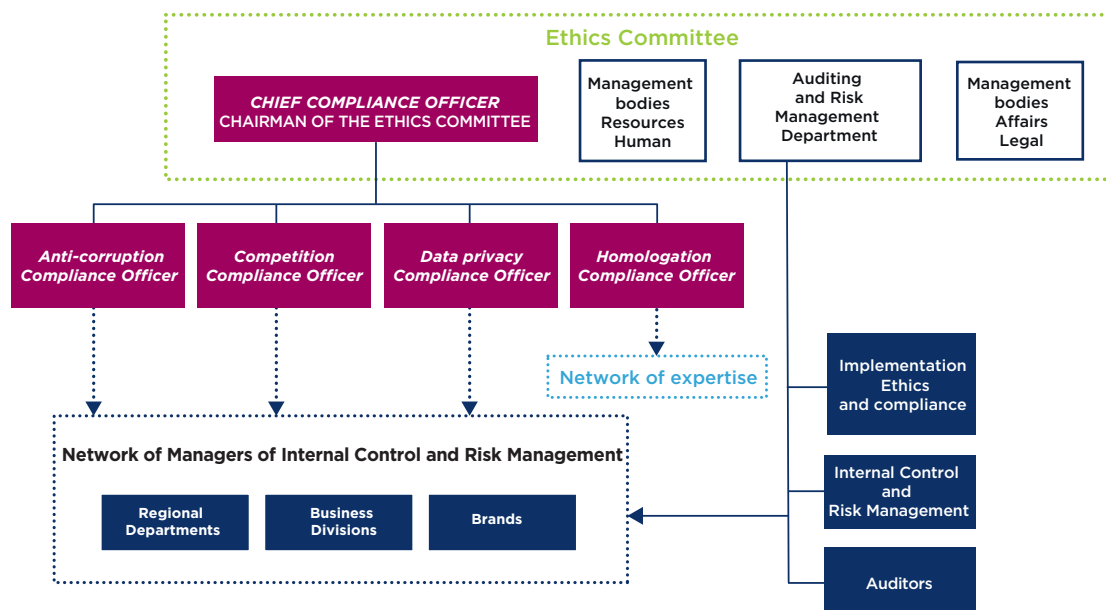 Ethics Committee
CHIEF COMPLIANCE OFFICER
CHAIRMAN OF THE ETHICS COMMITTEE
Management
bodies
Resources
Human
Auditing
and Risk
Management
Department
Management
bodies
Affairs
Legal
Anti-corruption
Compliance Officer
Competition
Compliance Officer
Data privacy
Compliance Officer
Homologation
Compliance Officer
Network of expertise
Implementation
Ethics
and compliance
Network of Managers of Internal Control and Risk Management
Regional
Departments
Business
Divisions
Brands
Internal Control
and
Risk Management
Auditors